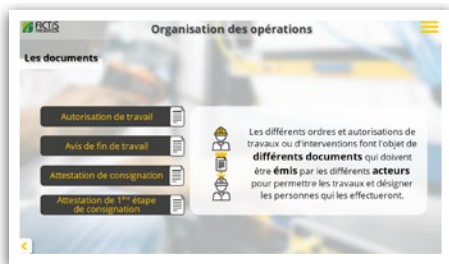 FICTIS
Organisation des opérations
Les documents
Autorisation de travail
Avis de fin de travail
Attestation de consignation
Attestation de 1ère étape
de consignation
Les différents ordres et autorisations de
travaux ou d'interventions font l'objet de
différents documents qui doivent
être émis par les différents acteurs
pour permettre les travaux et désigner
les personnes qui les effectueront.